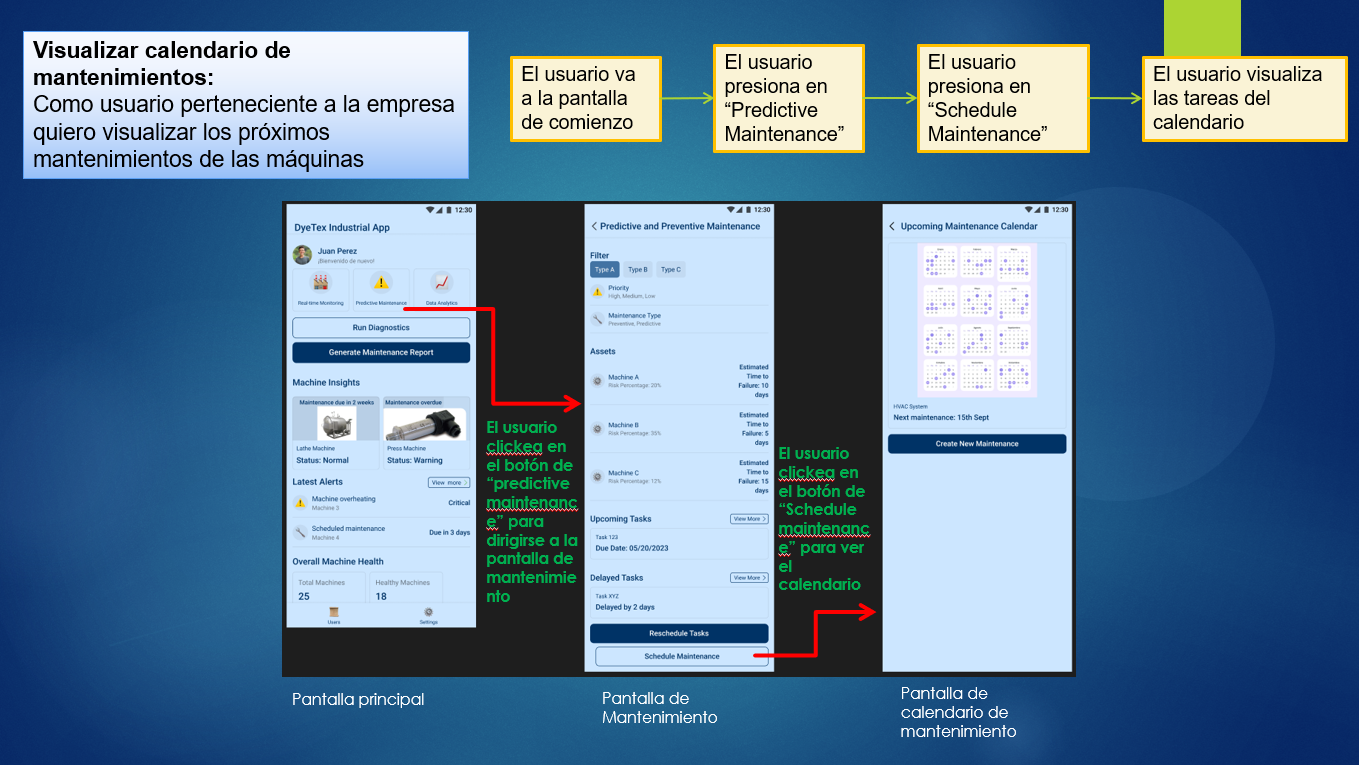 Visualizar calendario de
mantenimientos:
Como usuario perteneciente a la empresa
quiero visualizar los próximos
mantenimientos de las máquinas
El usuario va
a la pantalla
de comienzo
El usuario
presiona en
“Predictive
Maintenance”
El usuario
presiona en
“Schedule
Maintenance”
El usuario visualiza
las tareas del
calendario
12:30
DyeTex Industrial App
Juan Perez
¡Bienvenido de nuevo!
Real-time Monitoring
Predictive Maintenance
Data Analytics
Run Diagnostics
Generate Maintenance Report
Machine Insights
Maintenance due in 2 weeks
Maintenance overdue
Lathe Machine
Status: Normal
Press Machine
Status: Warning
Latest Alerts
View more >
Machine overheating
Machine 3
Critical
Scheduled maintenance
Machine 4
Due in 3 days
Overall Machine Health
Total Machines
25
Healthy Machines
18
Users
Settings
El usuario
clickea en
el botón de
“predictive
maintenanc
e” para
dirigirse a la
pantalla de
mantenimie
nto
12:30
Predictive and Preventive Maintenance
Filter
Type A
Type B
Type C
Priority
High, Medium, Low
Maintenance Type
Preventive, Predictive
Assets
Machine A
Risk Percentage: 20%
Estimated
Time to
Failure: 10
days
Machine B
Risk Percentage: 35%
Estimated
Time to
Failure: 5
days
Machine C
Risk Percentage: 12%
Estimated
Time to
Failure: 15
days
Upcoming Tasks
View More >
Task 123
Due Date: 05/20/2023
Delayed Tasks
View More >
Task XYZ
Delayed by 2 days
Reschedule Tasks
Schedule Maintenance
El usuario
clickea en
el botón de
“Schedule
maintenanc
e” para ver
el
calendario
12:30
Upcoming Maintenance Calendar
HVAC System
Next maintenance: 15th Sept
Create New Maintenance
Pantalla principal
Pantalla de
Mantenimiento
Pantalla de
calendario de
mantenimiento